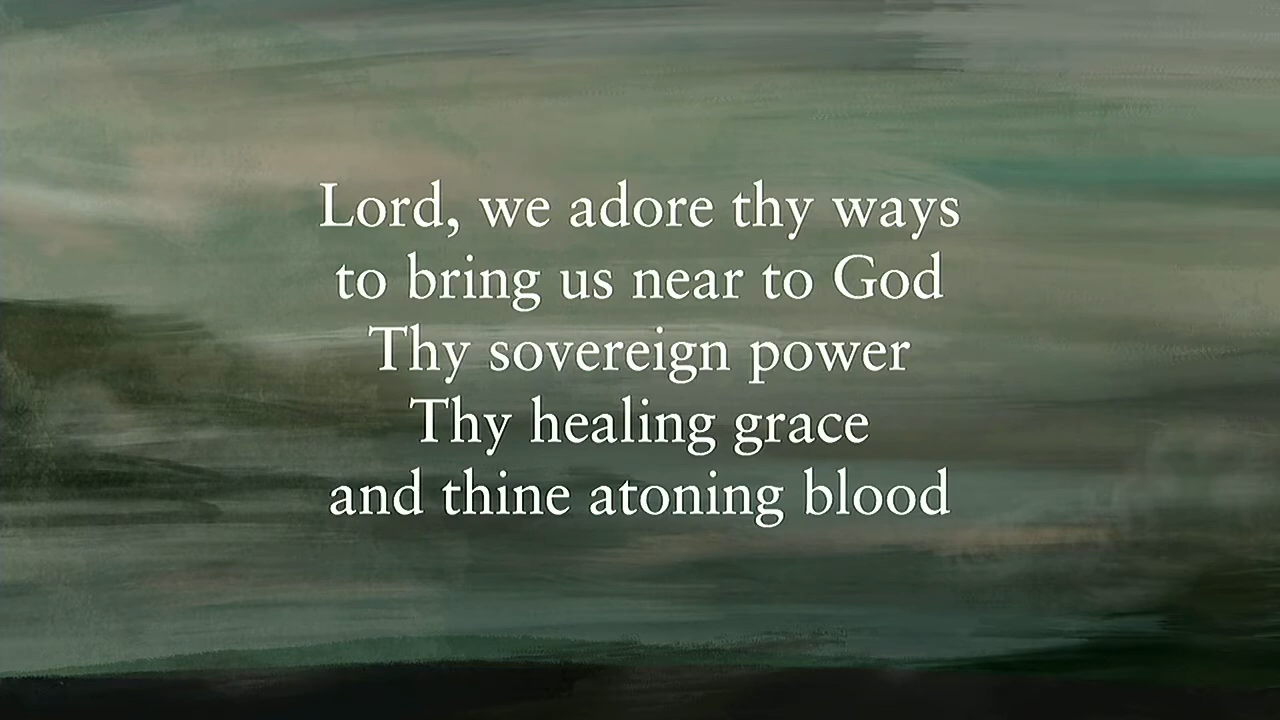 Lord, we adore thy ways
to bring us near to God
Thy sovereign power
Thy healing grace
and thine atoning blood